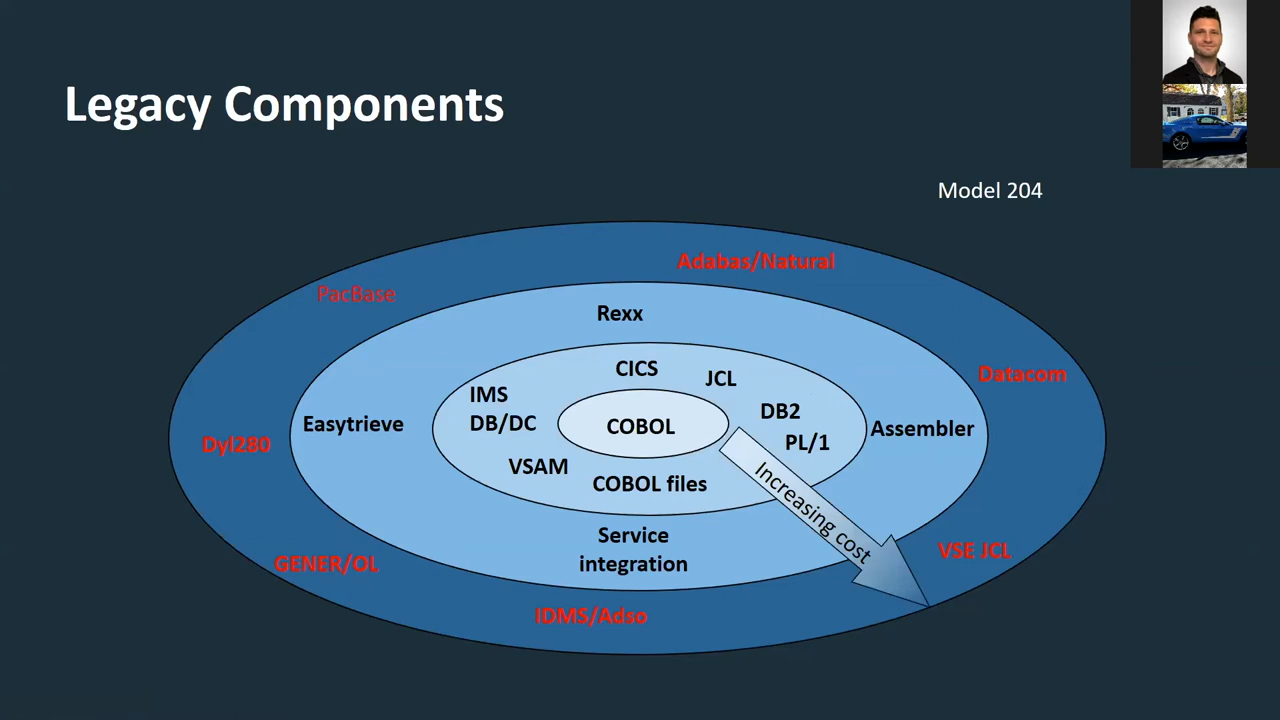 Legacy Components
Model 204
Adabas/Natural
PacBase
Rexx
CICS
JCL
Datacom
IMS
DB/DC
DB2
COBOL
Easytrieve
Assembler
PL/1
Dyl280
VSAM
COBOL files
Increasing cost
Service
integration
VSE JCL
GENER/OL
IDMS/Adso